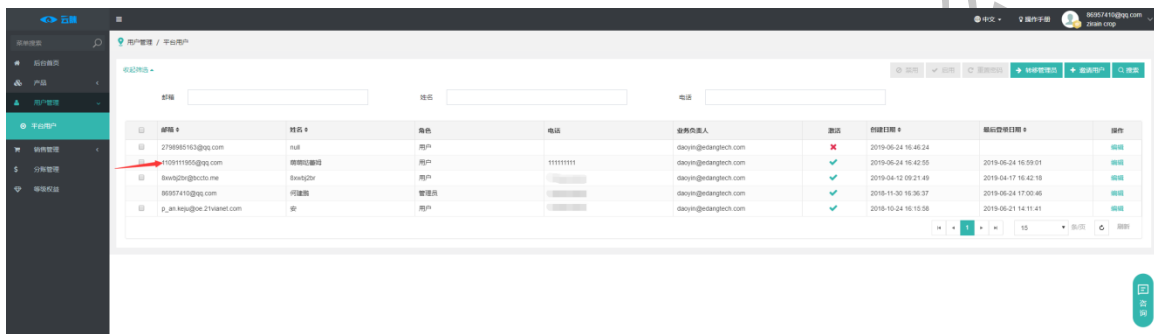 云酷
中文
操作手册
86957410@qq.com
zirain crop
菜单搜索
用户管理 / 平台用户
后台首页
产品
用户管理
平台用户
销售管理
分账管理
等级权益
收起筛选
禁用
启用
转移管理员
邀请用户
搜索
邮箱
姓名
电话
邮箱 姓名 角色 电话 业务负责人 激活 创建日期 最后登录日期 操作
2798985163@qq.com null 用户 daoyin@edangtech.com 2019-06-24 16:46:24 编辑
1109111955@qq.com 用户 111111111 daoyin@edangtech.com 2019-06-24 16:42:55 2019-06-24 16:59:01 编辑
8xwbj2br@bccto.me 8xwbj2br 用户 daoyin@edangtech.com 2019-04-12 09:21:49 2019-04-17 16:42:18 编辑
86957410@qq.com 管理员 daoyin@edangtech.com 2018-11-30 16:36:37 2019-06-24 17:00:46 编辑
p_an.keju@oe.21vianet.com 安 用户 daoyin@edangtech.com 2018-10-24 16:15:58 2019-06-21 14:11:41 编辑
1
15
条/页
刷新
咨询